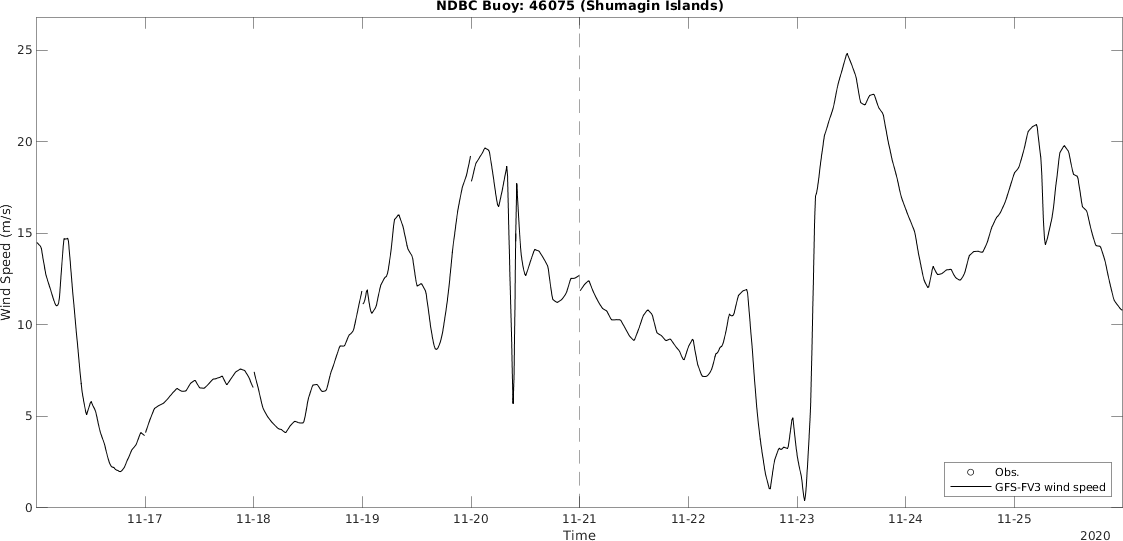 NDBC Buoy: 46075 (Shumagin Islands)
25
20
15
10
5
0
Wind Speed (m/s)
Obs.
GFS-FV3 wind speed
11-17 11-18 11-19 11-20 11-21 11-22 11-23 11-24 11-25
Time
2020